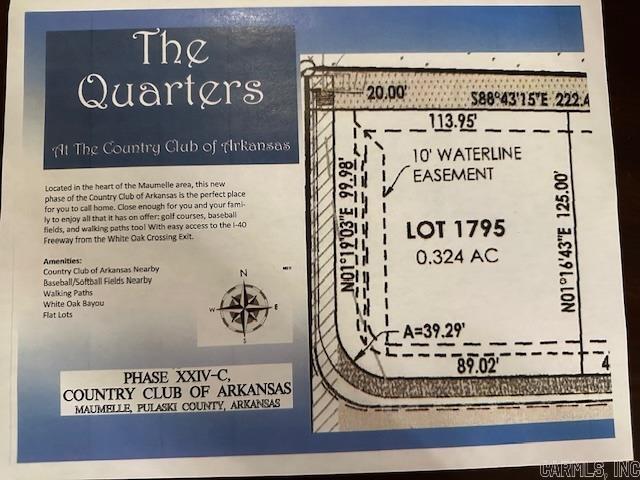 The
Quarters
At The Country Club of Arkansas
Located in the heart of the Maumelle area, this new
phase of the Country Club of Arkansas is the perfect place
for you to call home. Close enough for you and your fami-
ly to enjoy all that it has on offer: golf courses, baseball
fields, and walking paths too! With easy access to the I-40
Freeway from the White Oak Crossing Exit.
Amenities:
Country Club of Arkansas Nearby
Baseball/Softball Fields Nearby
Walking Paths
White Oak Bayou
Flat Lots
N
W
E
S
PHASE XXIV-C,
COUNTRY CLUB OF ARKANSAS
MAUMELLE, PULASKI COUNTY, ARKANSAS
20.00'
S88°43'15"E 222.4
113.95'
10' WATERLINE
EASEMENT
N01°19'03"E 99.98'
LOT 1795
0.324 AC
N01°16'43"E 125.00'
A=39.29'
89.02'
4
CARMLS, INC